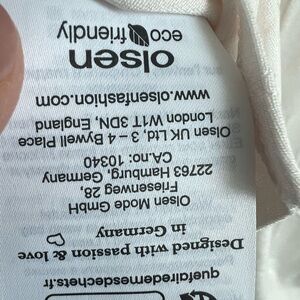 quefairedemesdechets.fr
Designed with passion & love
in Germany
Olsen Mode GmbH
Friesenweg 28,
22763 Hamburg, Germany
CA.no: 10340
Olsen UK Ltd, 3 – 4 Bywell Place
London W1T 3DN, England
www.olsenfashion.com
olsen
eco friendly